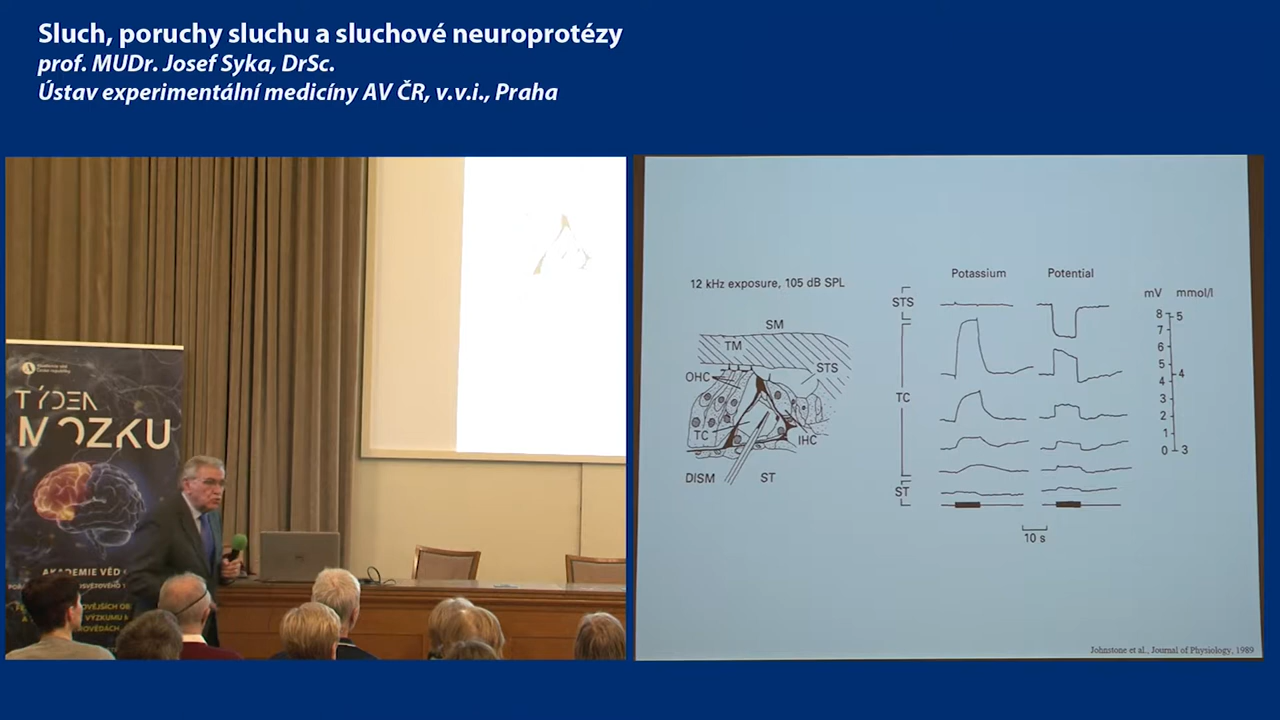 Sluch, poruchy sluchu a sluchové neuroprotézy
prof. MUDr. Josef Syka, DrSc.
Ústav experimentální medicíny AV ČR, v.v.i., Praha
TÝDEN
MOZKU
AKADEMIE VĚD
12 kHz exposure, 105 dB SPL
SM
TM
STS
OHC
TC
IHC
DISM
ST
Potassium Potential
STS
TC
ST
mV mmol/l
8 5
7
6
5
4 4
3
2
1
0 3
10 s
Johnstone et al., Journal of Physiology, 1989